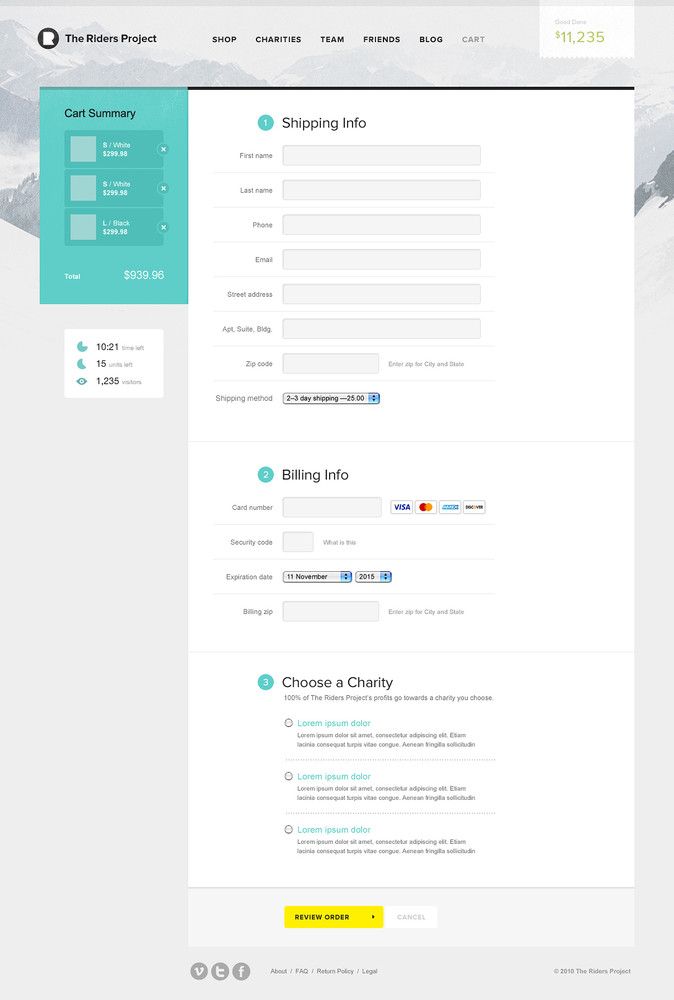 The Riders Project
SHOP CHARITIES TEAM FRIENDS BLOG CART
Good Done
$11,235
Cart Summary
S / White
$299.98
S / White
$299.98
L / Black
$299.98
Total $939.96
10:21 time left
15 units left
1,235 visitors
1 Shipping Info
First name
Last name
Phone
Email
Street address
Apt, Suite, Bldg.
Zip code Enter zip for City and State
Shipping method 2–3 day shipping —25.00
2 Billing Info
Card number VISA MasterCard AMEX DISCOVER
Security code What is this
Expiration date 11 November 2015
Billing zip Enter zip for City and State
3 Choose a Charity
100% of The Riders Project's profits go towards a charity you choose.
Lorem ipsum dolor
Lorem ipsum dolor sit amet, consectetur adipiscing elit. Etiam
lacinia consequat turpis vitae congue. Aenean fringilla sollicitudin
Lorem ipsum dolor
Lorem ipsum dolor sit amet, consectetur adipiscing elit. Etiam
lacinia consequat turpis vitae congue. Aenean fringilla sollicitudin
Lorem ipsum dolor
Lorem ipsum dolor sit amet, consectetur adipiscing elit. Etiam
lacinia consequat turpis vitae congue. Aenean fringilla sollicitudin
REVIEW ORDER CANCEL
About / FAQ / Return Policy / Legal
© 2010 The Riders Project